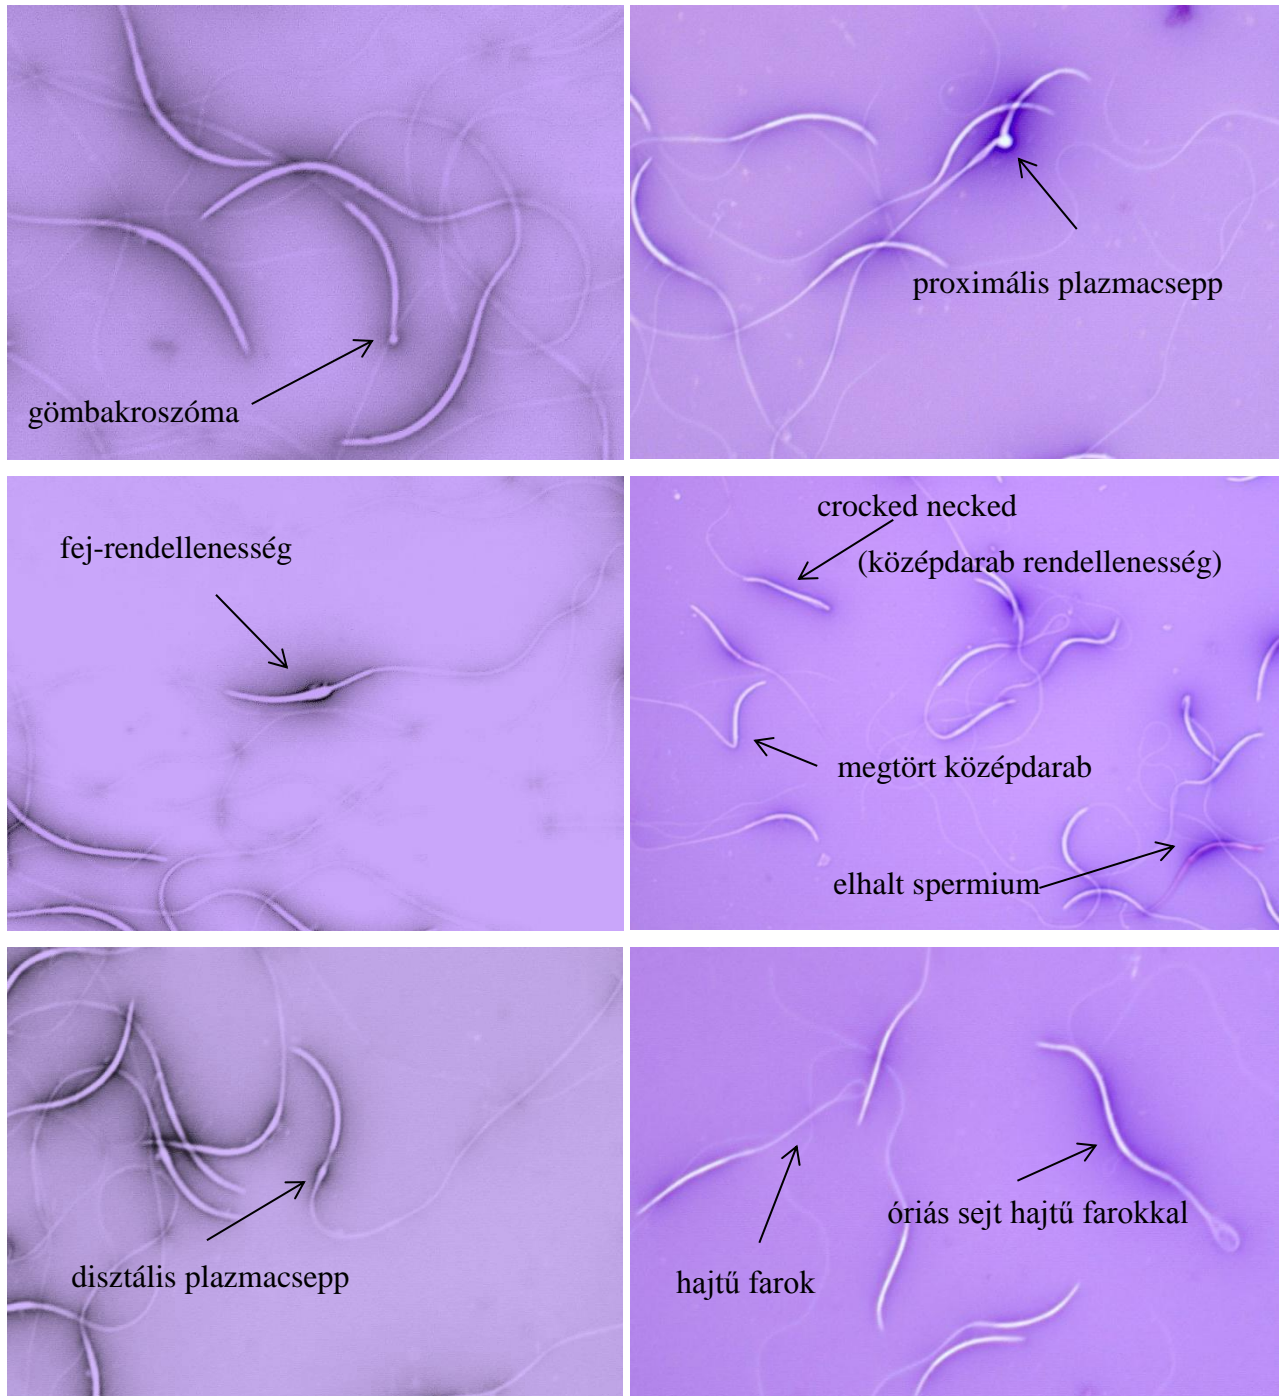 gömbakroszóma
proximális plazmacsepp
fej-rendellenesség
crocked necked
(középdarab rendellenesség)
megtört középdarab
elhalt spermium
disztális plazmacsepp
hajtű farok
óriás sejt hajtű farokkal